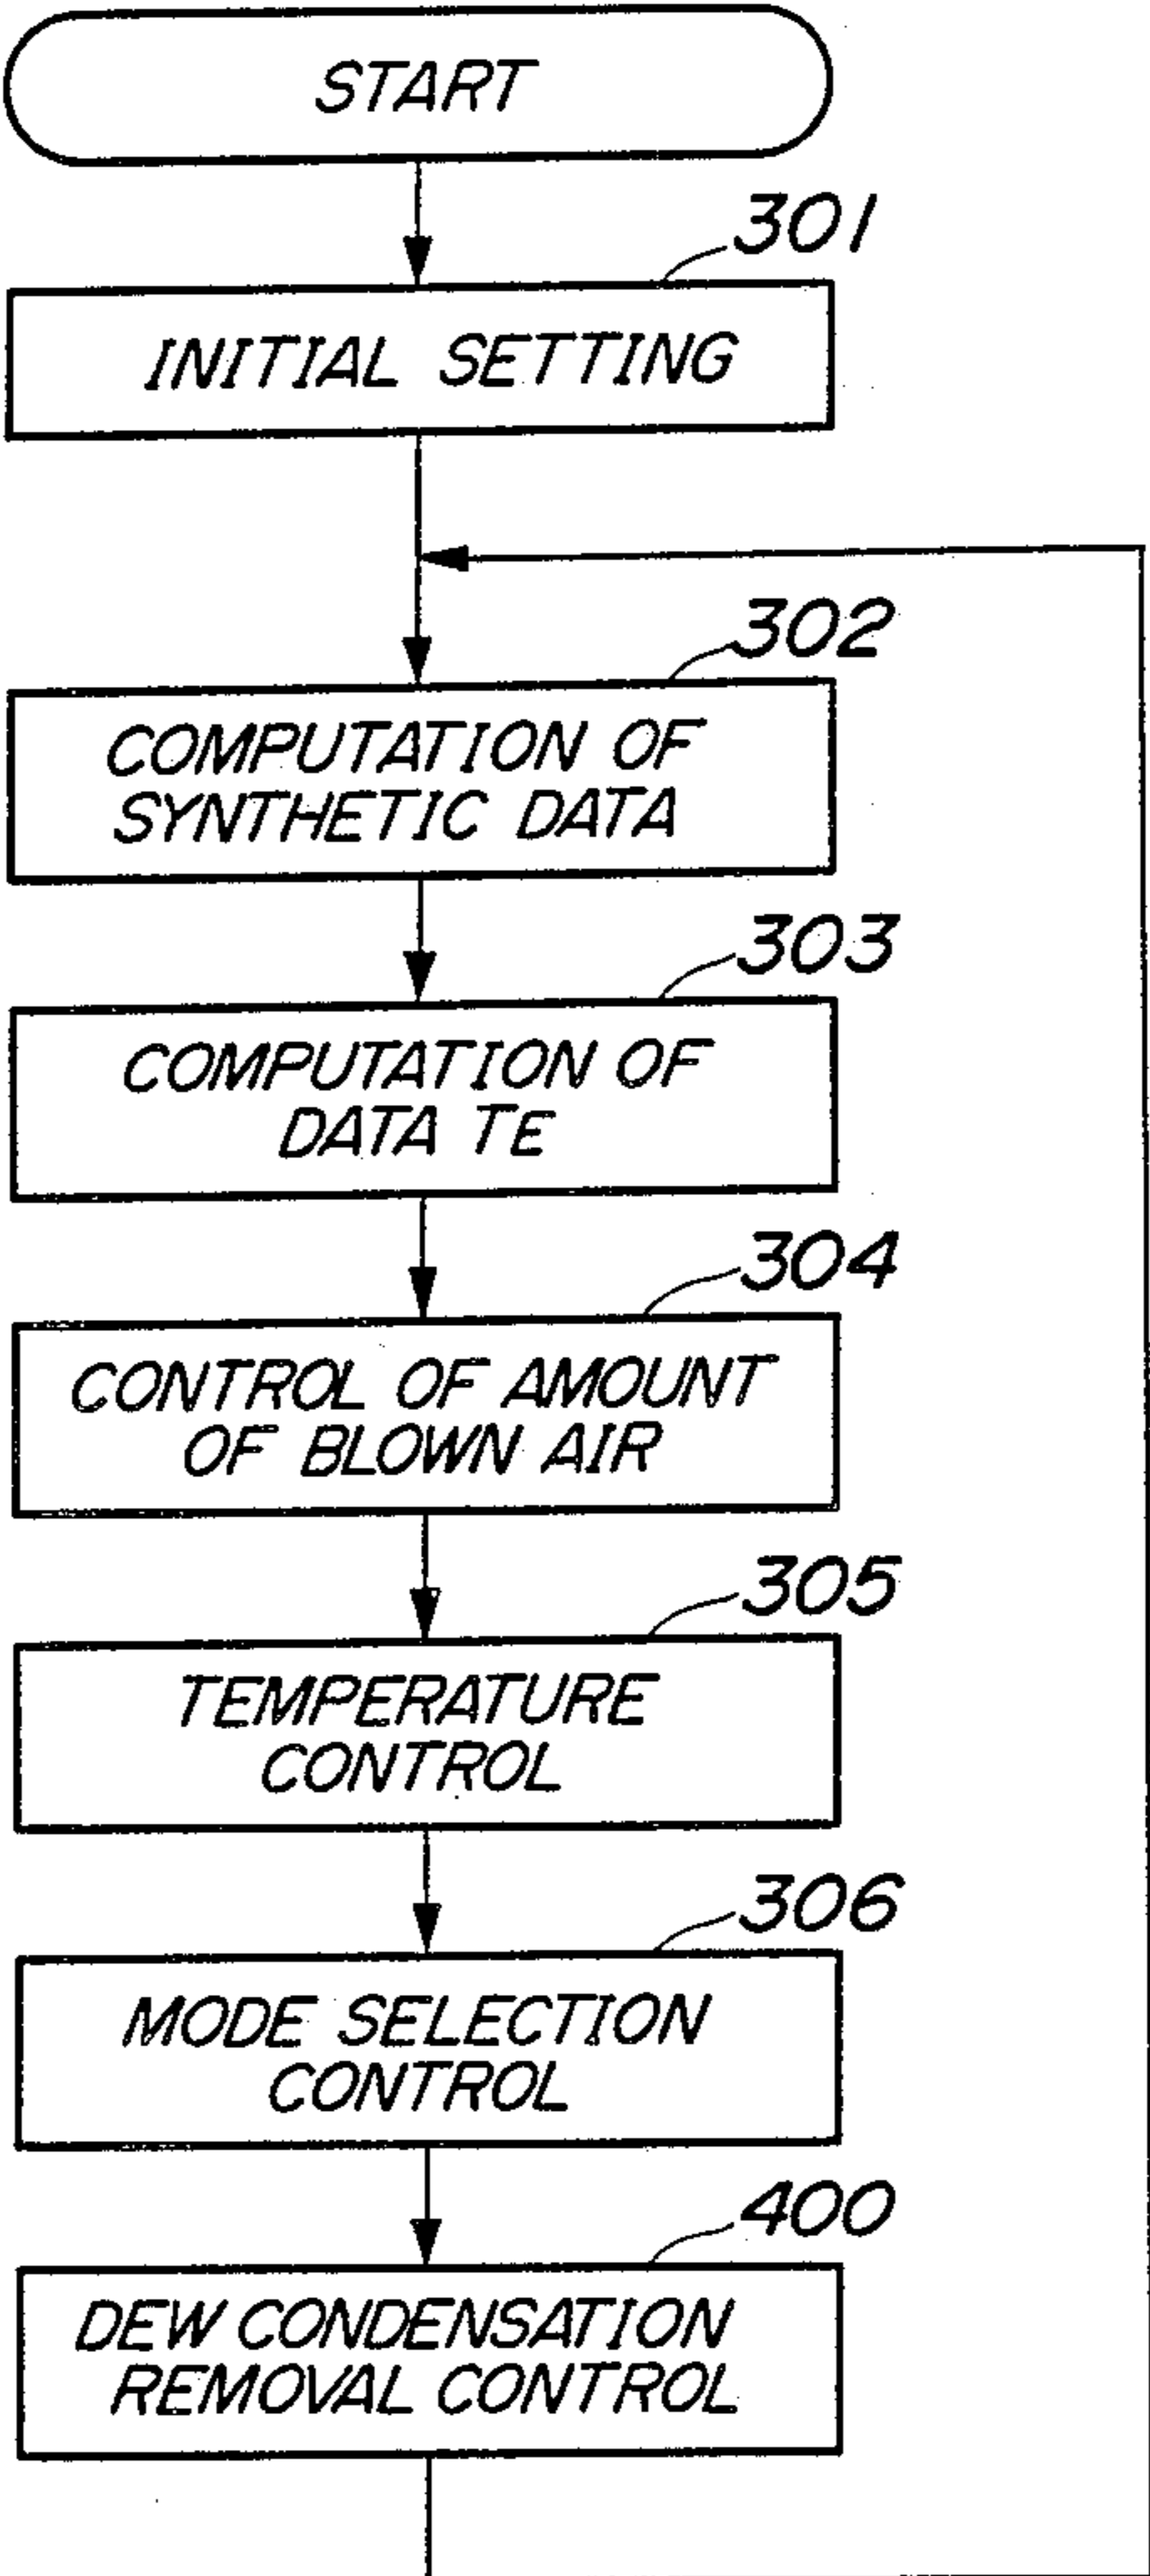 START
301
INITIAL SETTING
302
COMPUTATION OF
SYNTHETIC DATA
303
COMPUTATION OF
DATA TE
304
CONTROL OF AMOUNT
OF BLOWN AIR
305
TEMPERATURE
CONTROL
306
MODE SELECTION
CONTROL
400
DEW CONDENSATION
REMOVAL CONTROL